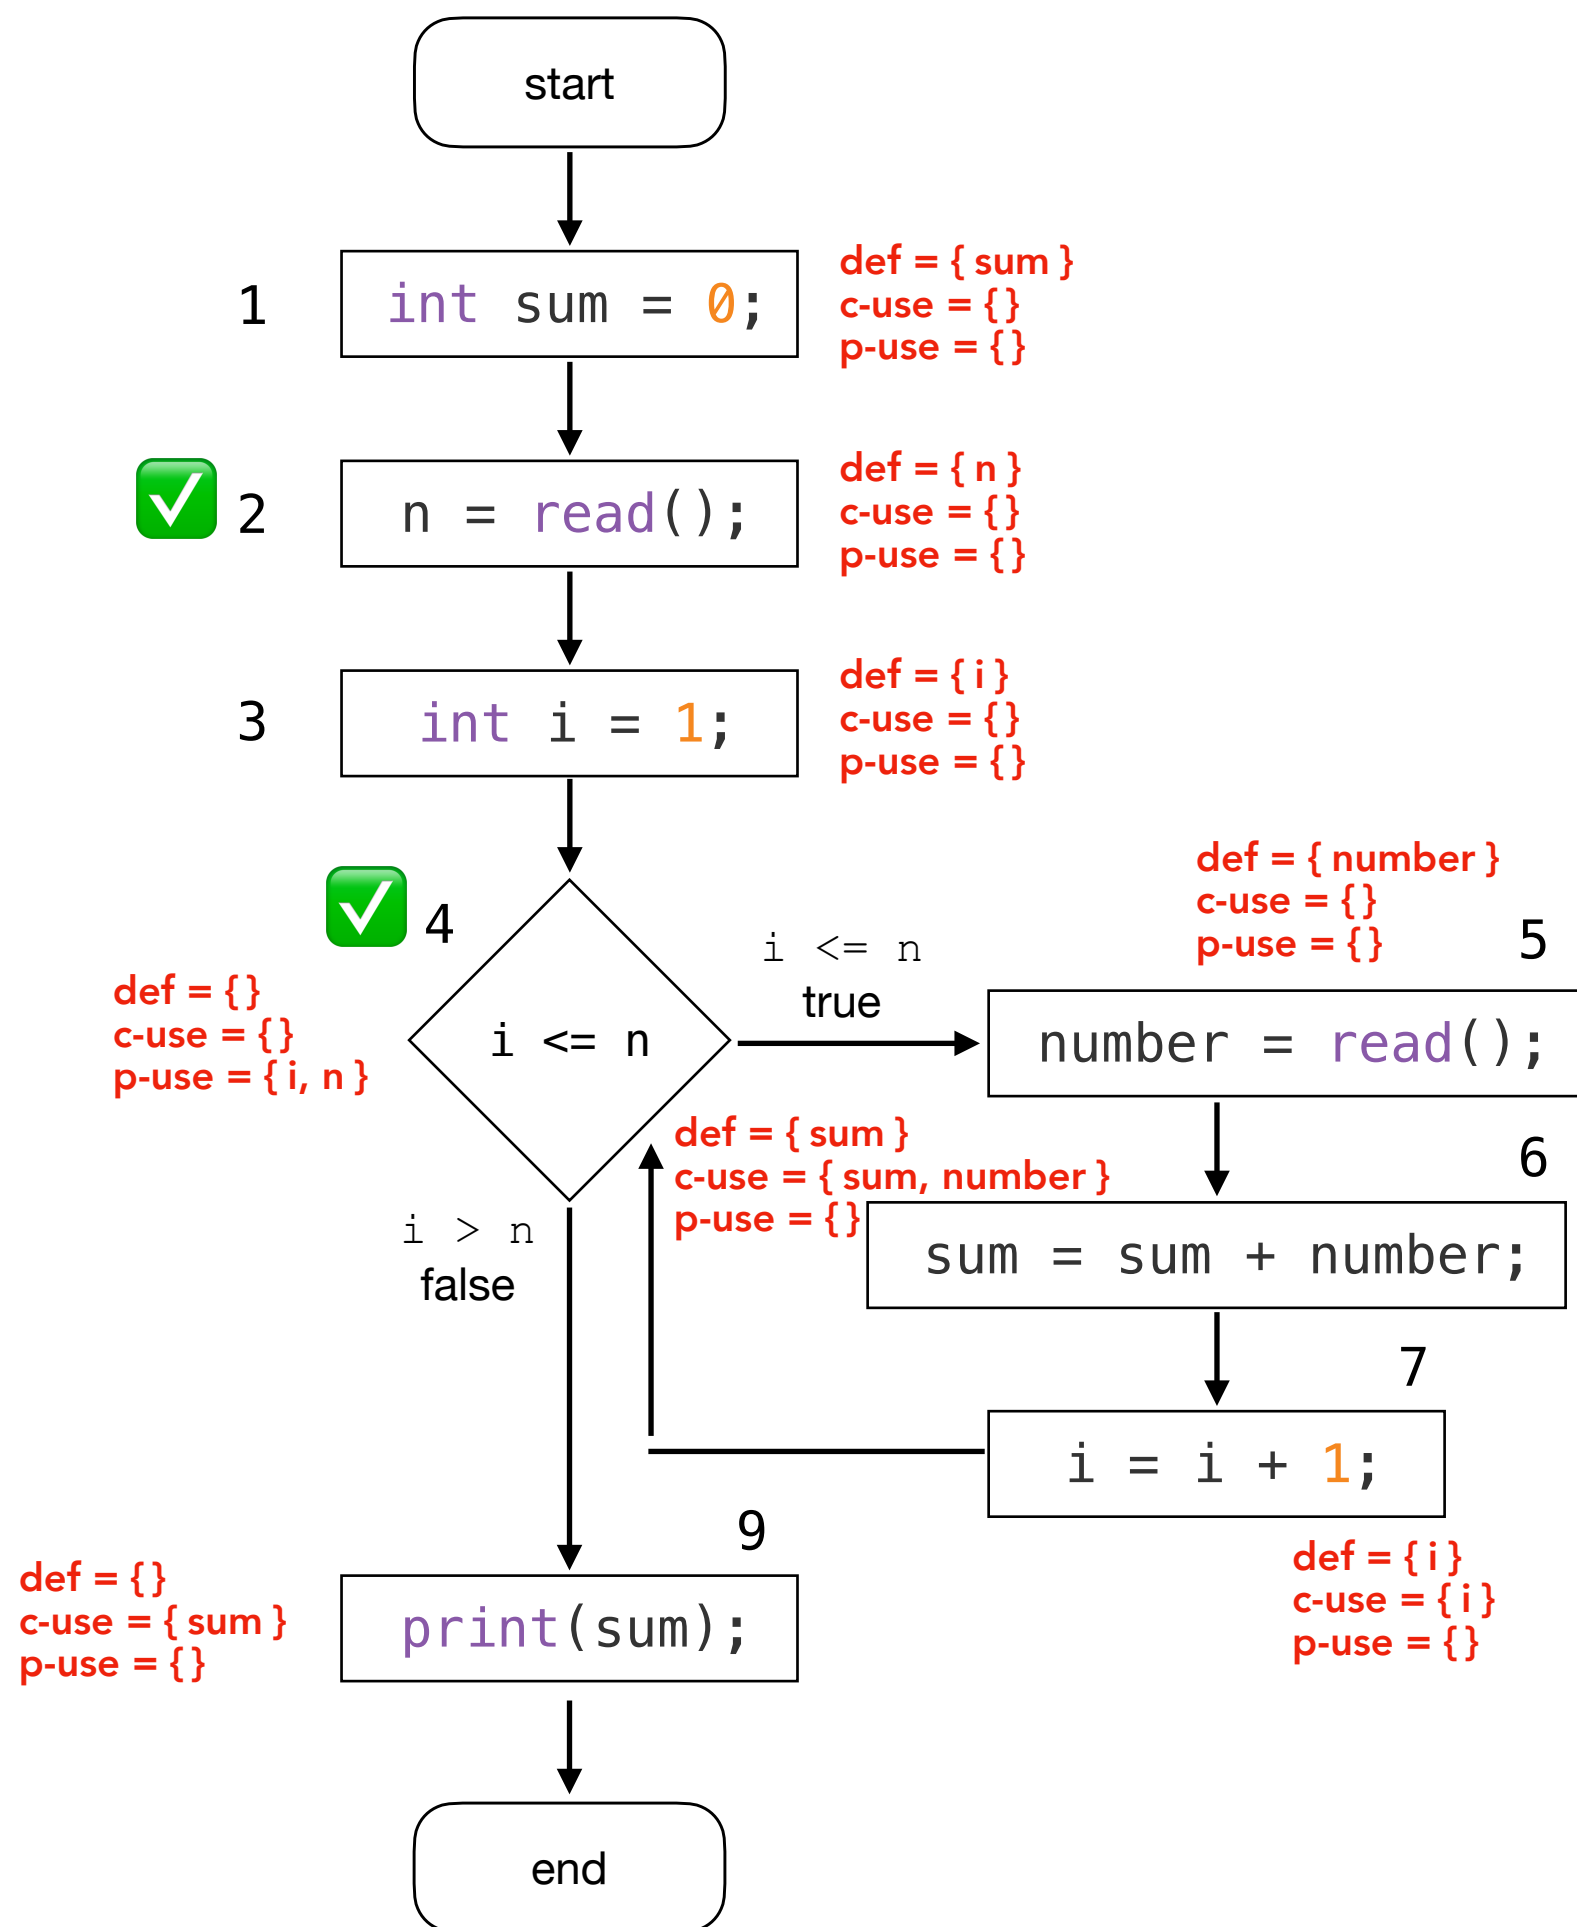 start
1
int sum = 0;
def = { sum }
c-use = { }
p-use = { }
2
n = read();
def = { n }
c-use = { }
p-use = { }
3
int i = 1;
def = { i }
c-use = { }
p-use = { }
4
def = { }
c-use = { }
p-use = { i, n }
i <= n
i <= n
true
def = { number }
c-use = { }
p-use = { }
5
number = read();
def = { sum }
c-use = { sum, number }
p-use = { }
6
sum = sum + number;
i > n
false
7
i = i + 1;
def = { i }
c-use = { i }
p-use = { }
9
def = { }
c-use = { sum }
p-use = { }
print(sum);
end